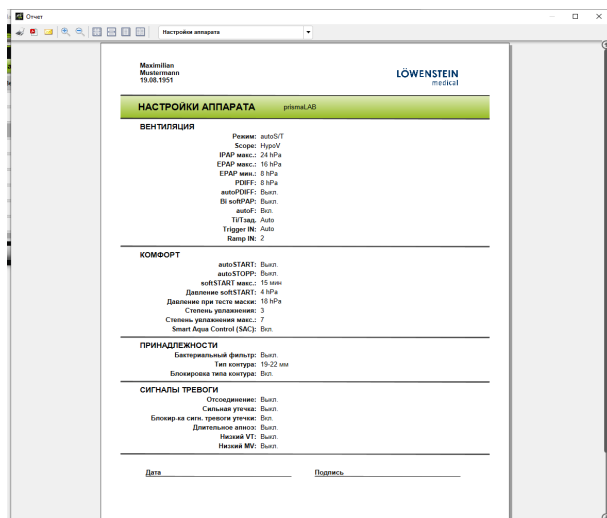 Отчет
Настройки аппарата
Maximilian
Mustermann
19.08.1951
LÖWENSTEIN
medical
НАСТРОЙКИ АППАРАТА prismaLAB
ВЕНТИЛЯЦИЯ
Режим: autoS/T
Scope: HypoV
IPAP макс.: 24 hPa
EPAP макс.: 16 hPa
EPAP мин.: 8 hPa
PDIFF: 8 hPa
autoPDIFF: Выкл.
Bi softPAP: Выкл.
autoF: Вкл.
Ti/Tзад. Auto
Trigger IN: Auto
Ramp IN: 2
КОМФОРТ
autoSTART: Выкл.
autoSTOPP: Выкл.
softSTART макс.: 15 мин
Давление softSTART: 4 hPa
Давление при тесте маски: 18 hPa
Степень увлажнения: 3
Степень увлажнения макс.: 7
Smart Aqua Control (SAC): Вкл.
ПРИНАДЛЕЖНОСТИ
Бактериальный фильтр: Выкл.
Тип контура: 19-22 мм
Блокировка типа контура: Вкл.
СИГНАЛЫ ТРЕВОГИ
Отсоединение: Выкл.
Сильная утечка: Выкл.
Блокир-ка сигн. тревоги утечки: Вкл.
Длительное апноэ: Выкл.
Низкий VT: Выкл.
Низкий MV: Выкл.
Дата Подпись